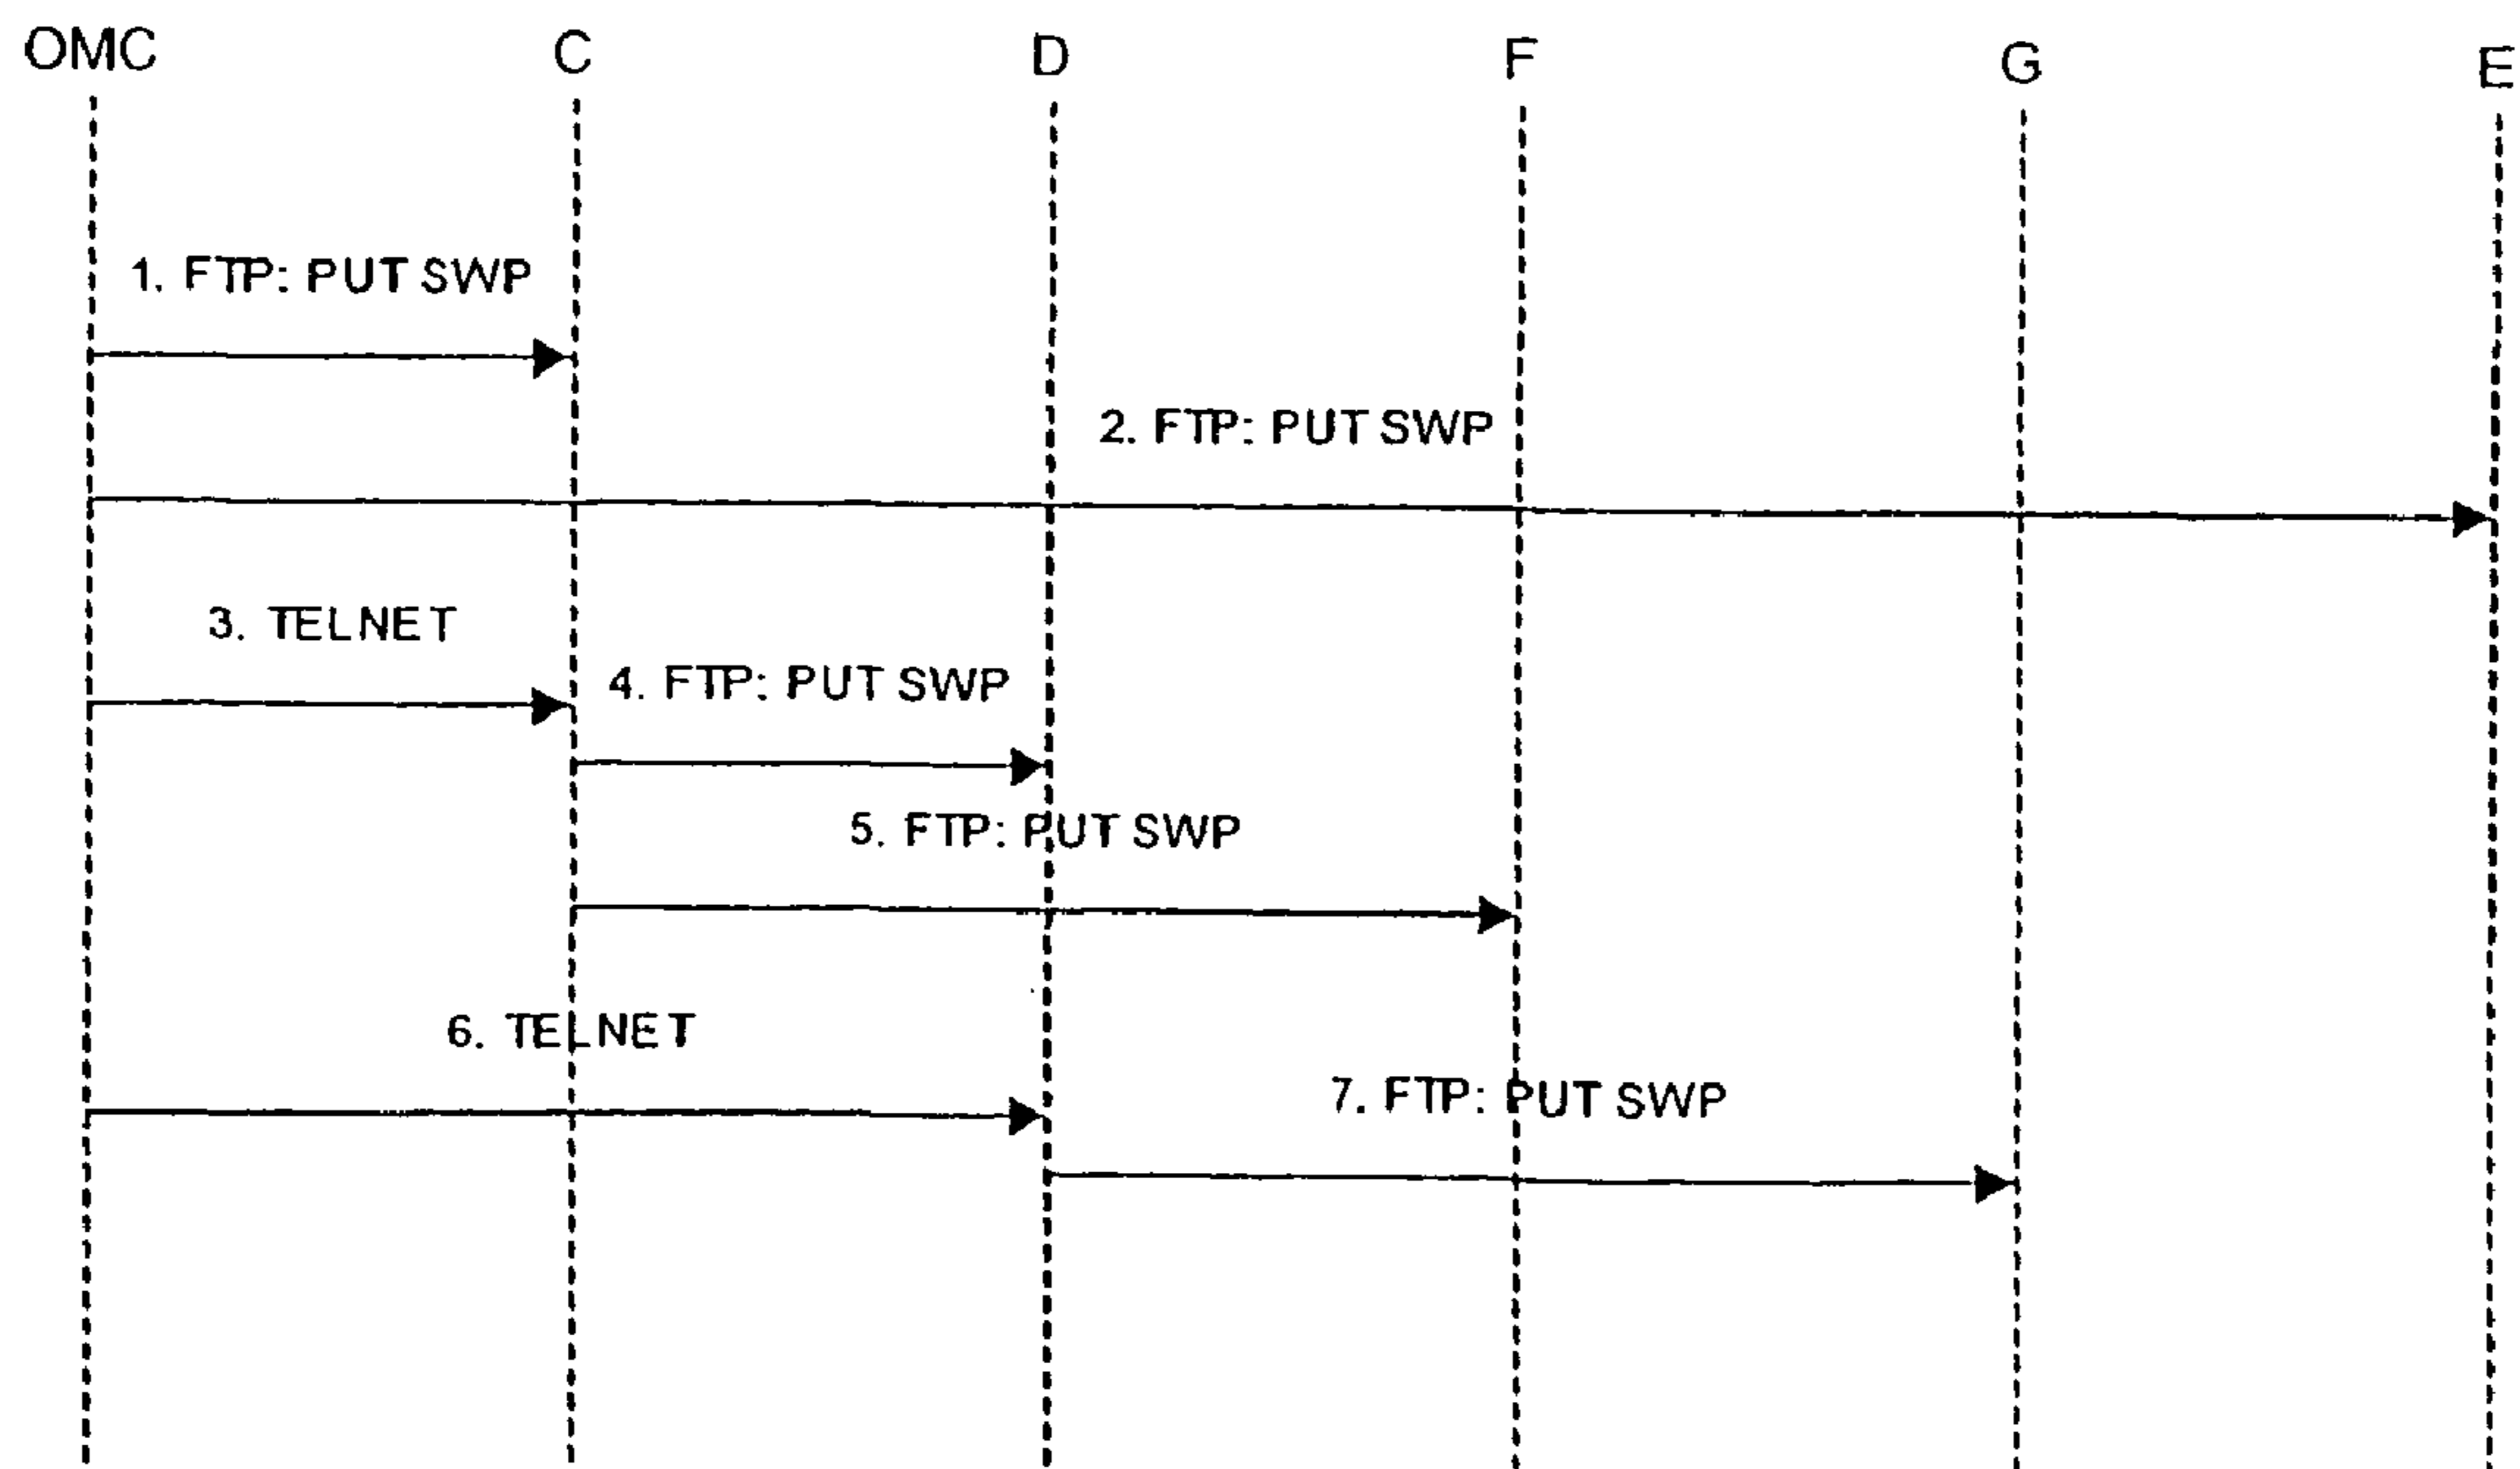 OMC C D F G E
1. FTP: PUT SWP
2. FTP: PUT SWP
3. TELNET
4. FTP: PUT SWP
5. FTP: PUT SWP
6. TELNET
7. FTP: PUT SWP